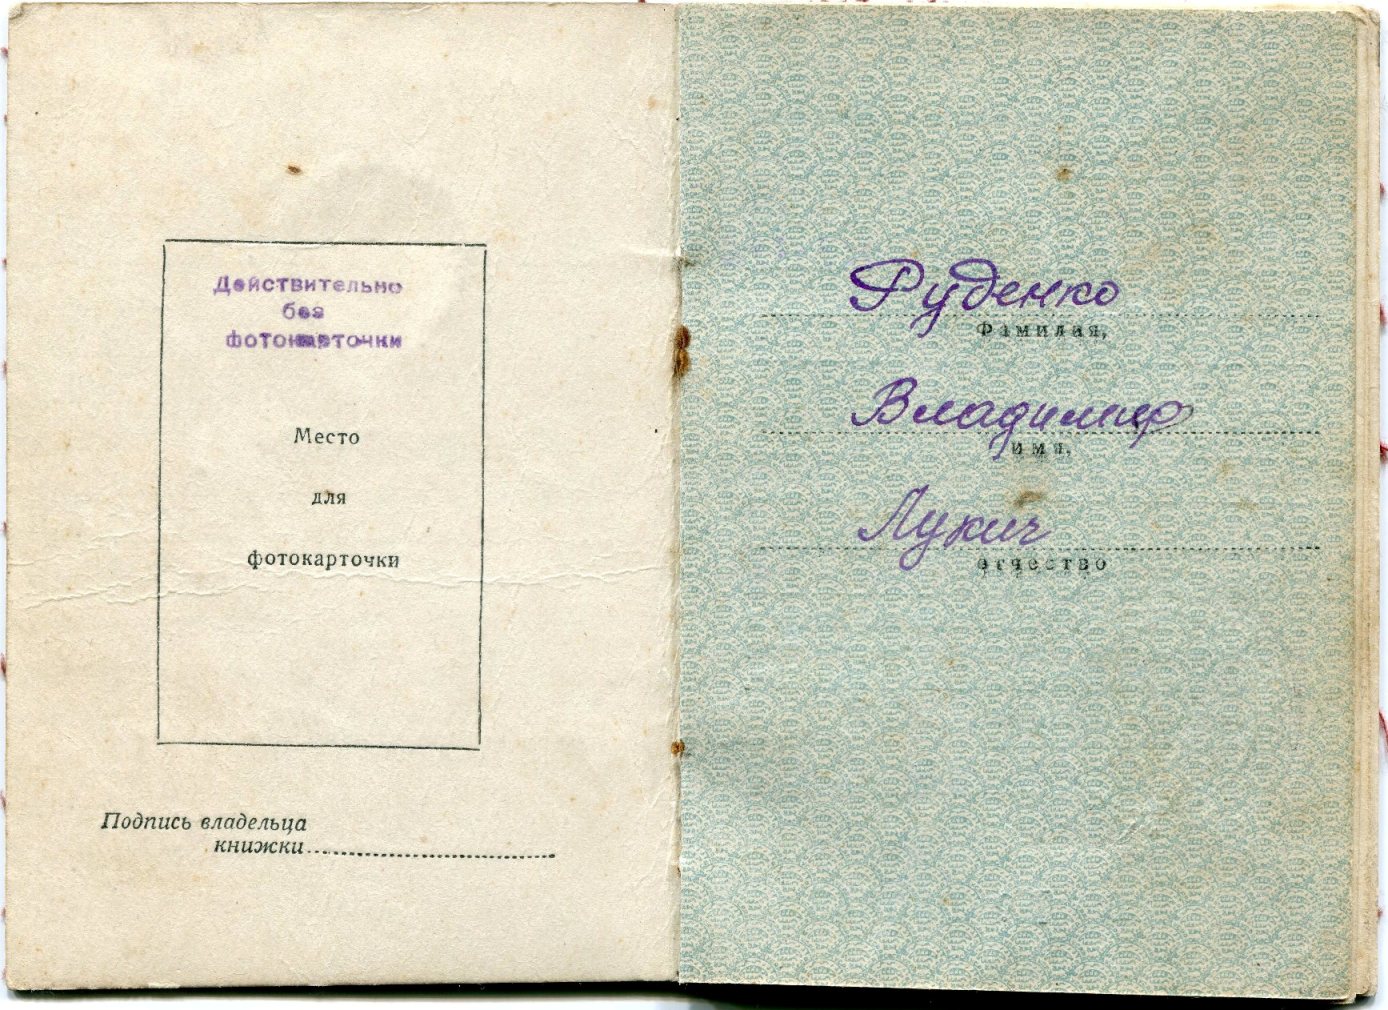 Действительно
без
фотокарточки
Место
для
фотокарточки
Подпись владельца
книжки
Руденко
Фамилия,
Владимир
имя,
Лукич
отчество